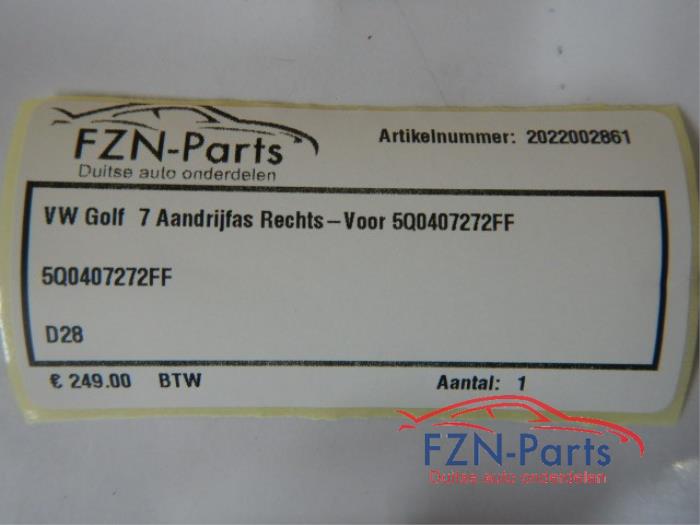 FZN-Parts
Duitse auto onderdelen
Artikelnummer: 2022002861
VW Golf 7 Aandrijfas Rechts–Voor 5Q0407272FF
5Q0407272FF
D28
€ 249.00 BTW Aantal: 1
FZN-Parts
Duitse auto onderdelen